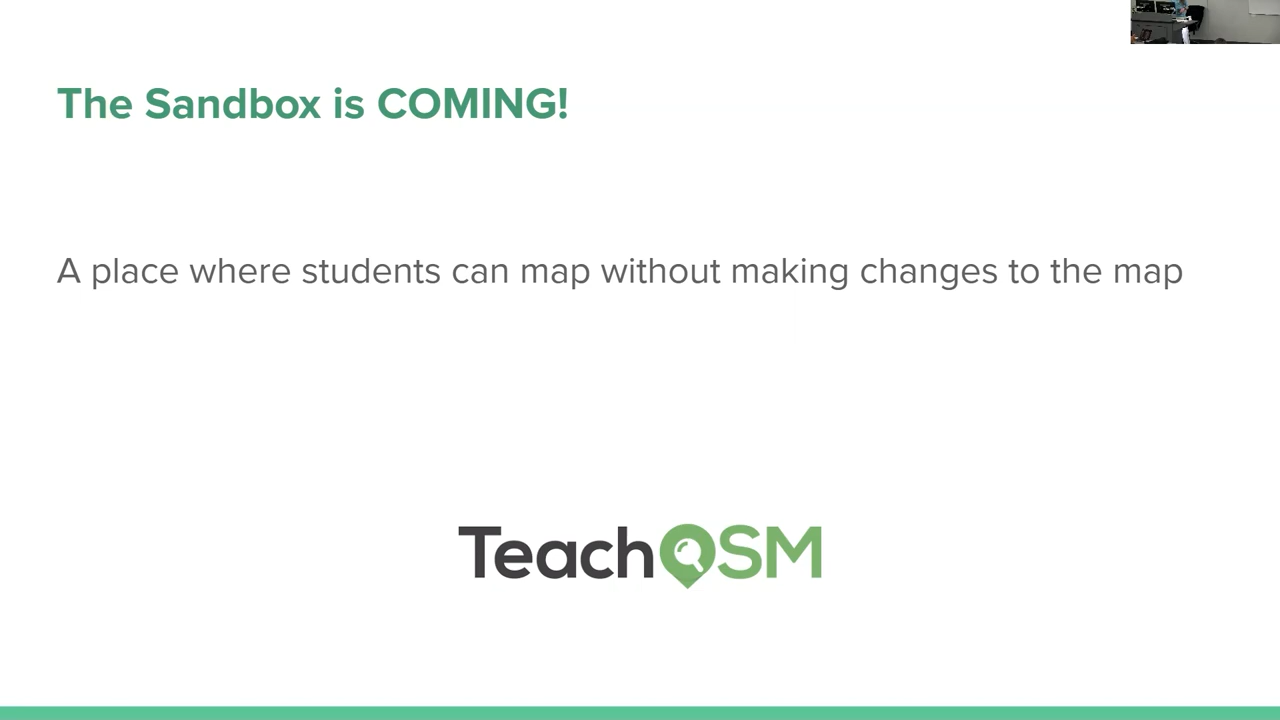 The Sandbox is COMING!
A place where students can map without making changes to the map
TeachOSM